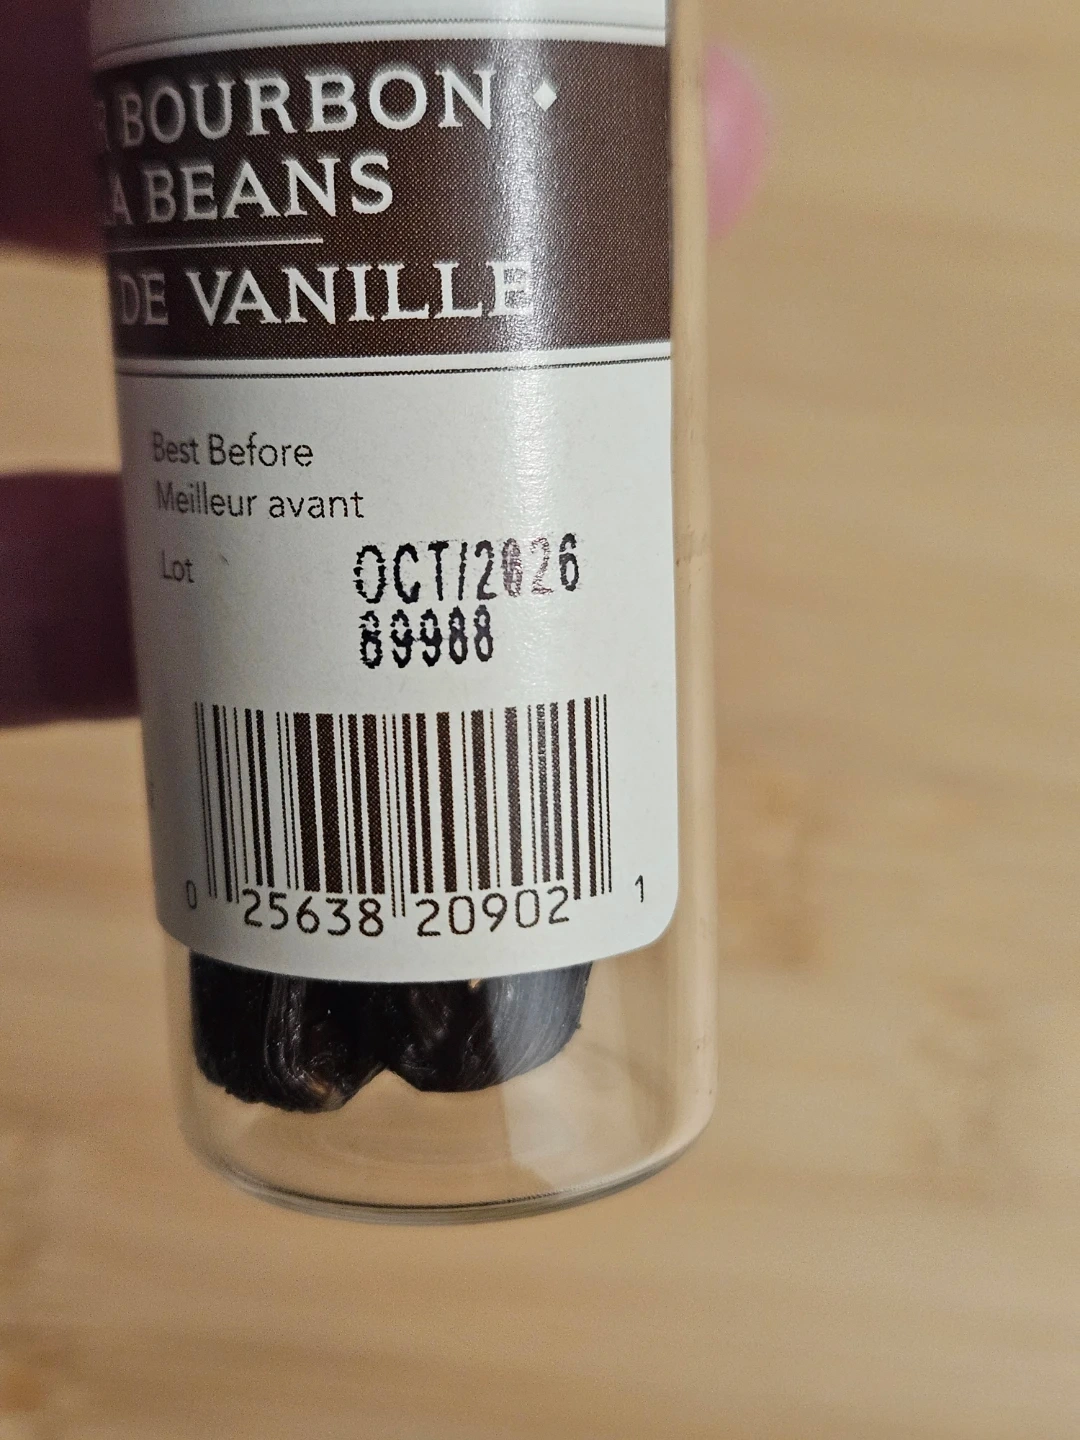 BOURBON
BEANS
DE VANILLE
Best Before
Meilleur avant
Lot
OCT/2026
89988
0 25638 20902 1